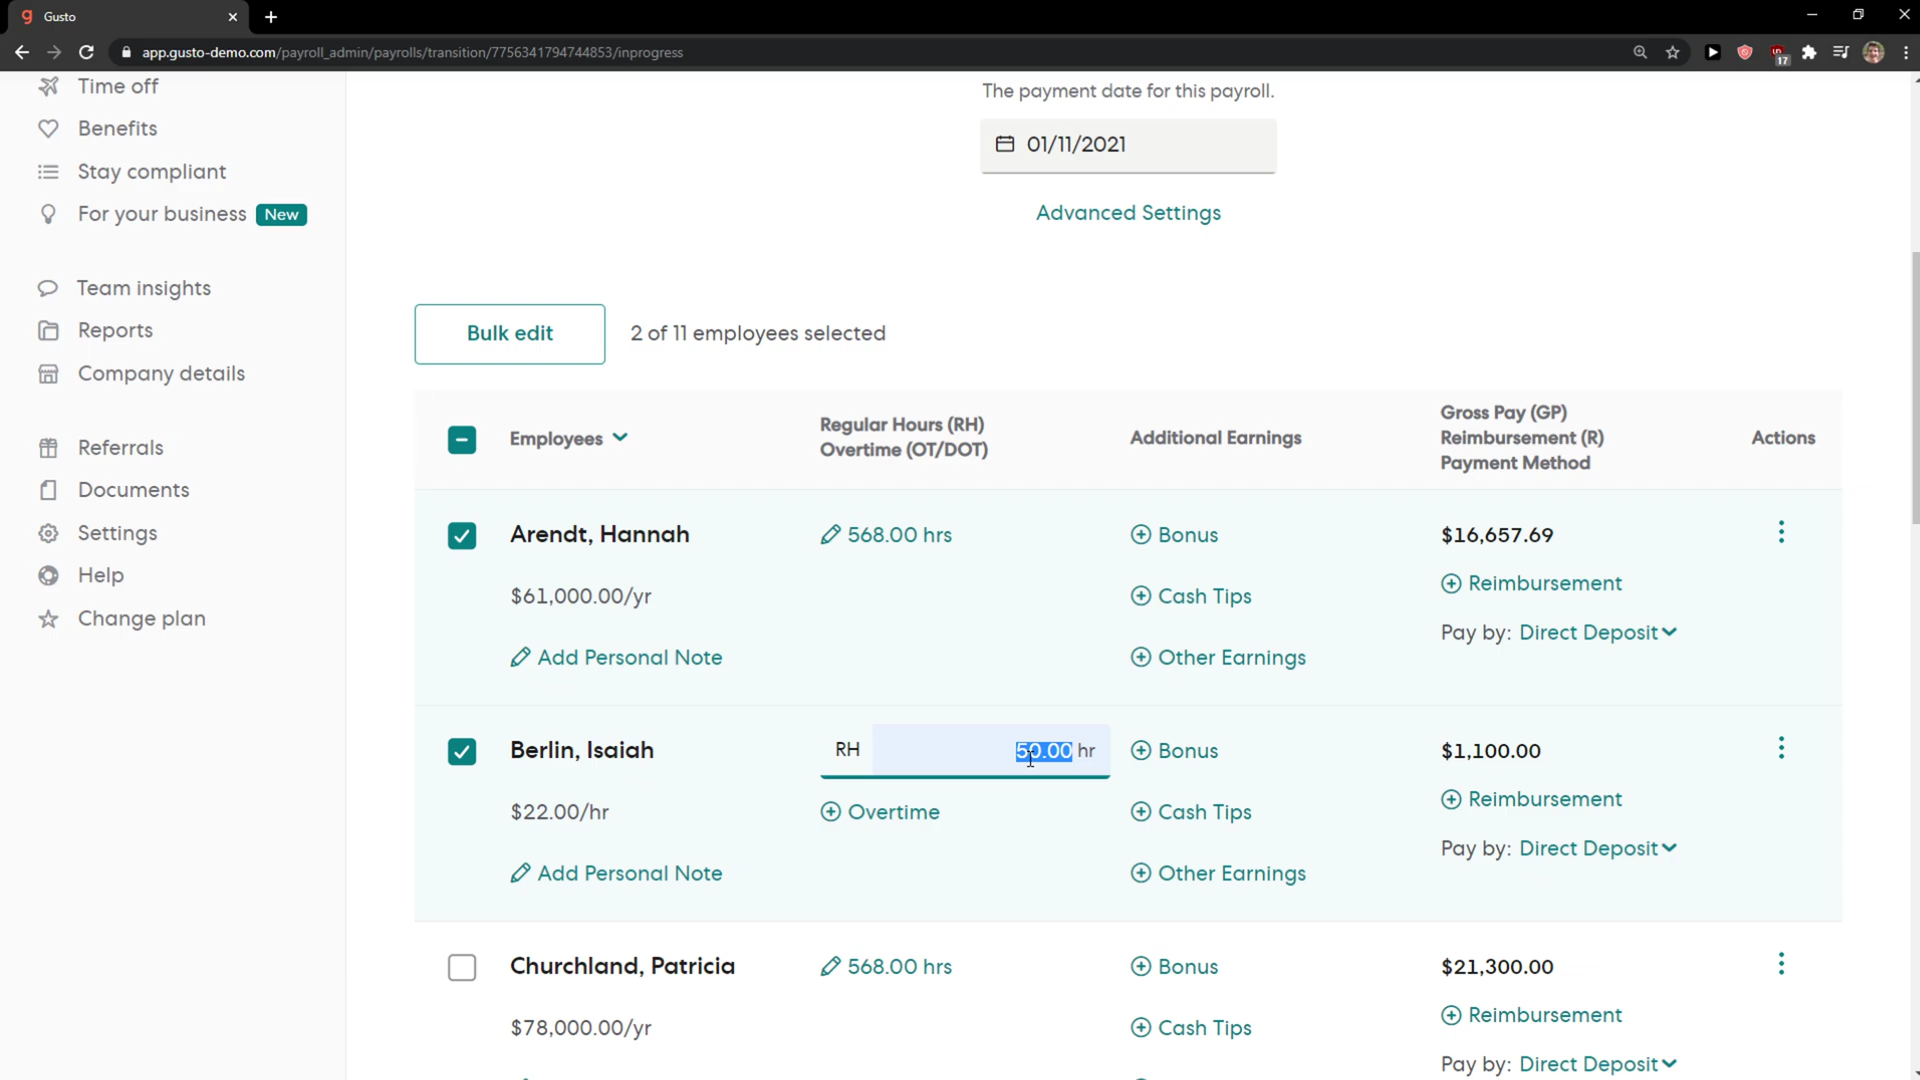 Gusto
app.gusto-demo.com/payroll_admin/payrolls/transition/7756341794744853/inprogress
17
Time off
Benefits
Stay compliant
For your business New
Team insights
Reports
Company details
Referrals
Documents
Settings
Help
Change plan
The payment date for this payroll.
01/11/2021
Advanced Settings
Bulk edit 2 of 11 employees selected
Employees
Regular Hours (RH)
Overtime (OT/DOT)
Additional Earnings
Gross Pay (GP)
Reimbursement (R)
Payment Method
Actions
Arendt, Hannah 568.00 hrs Bonus $16,657.69
Reimbursement
$61,000.00/yr Cash Tips
Pay by: Direct Deposit
Add Personal Note Other Earnings
Berlin, Isaiah RH 50.00 hr Bonus $1,100.00
Reimbursement
$22.00/hr Overtime Cash Tips
Pay by: Direct Deposit
Add Personal Note Other Earnings
Churchland, Patricia 568.00 hrs Bonus $21,300.00
Reimbursement
$78,000.00/yr Cash Tips
Pay by: Direct Deposit